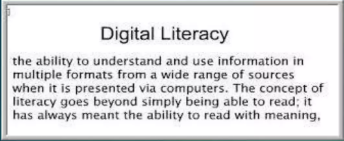 Digital Literacy
the ability to understand and use information in
multiple formats from a wide range of sources
when it is presented via computers. The concept of
literacy goes beyond simply being able to read; it
has always meant the ability to read with meaning,